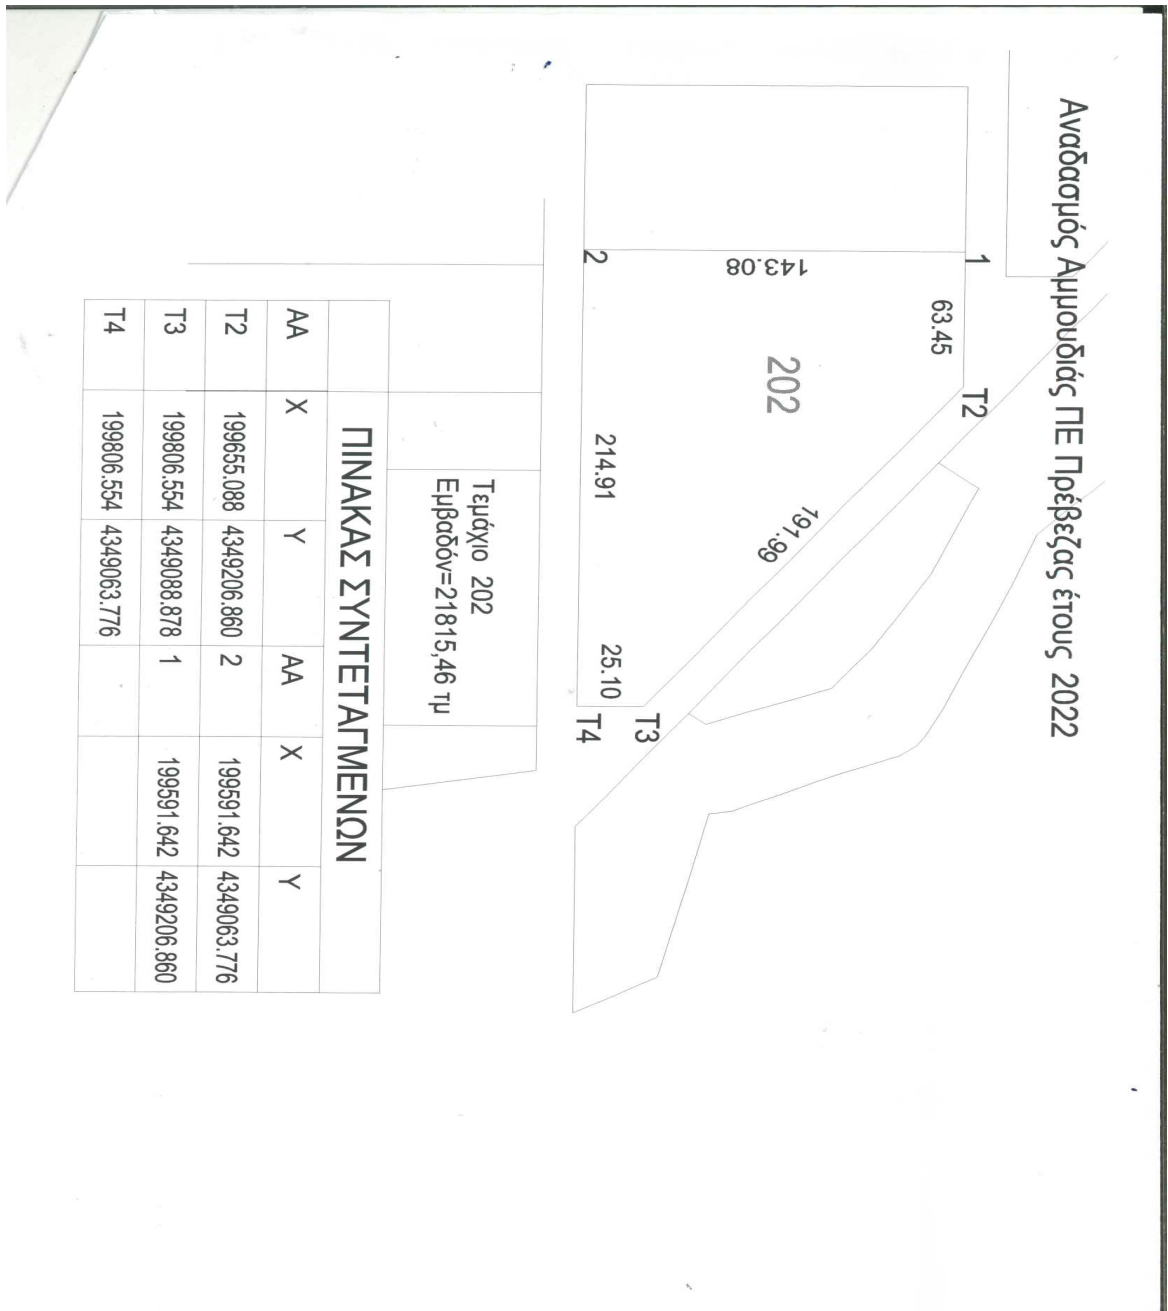 Αναδασμός Αμμουδιάς ΠΕ Πρέβεζας έτους 2022
1
63.45
T2
143.08
202
191.99
2
214.91
25.10
T3
T4
Τεμάχιο 202
Εμβαδόν=21815,46 τμ
ΠΙΝΑΚΑΣ ΣΥΝΤΕΤΑΓΜΕΝΩΝ
ΑΑ X Y ΑΑ X Y
T2 199655.088 4349206.860 2 199591.642 4349063.776
T3 199806.554 4349088.878 1 199591.642 4349206.860
T4 199806.554 4349063.776